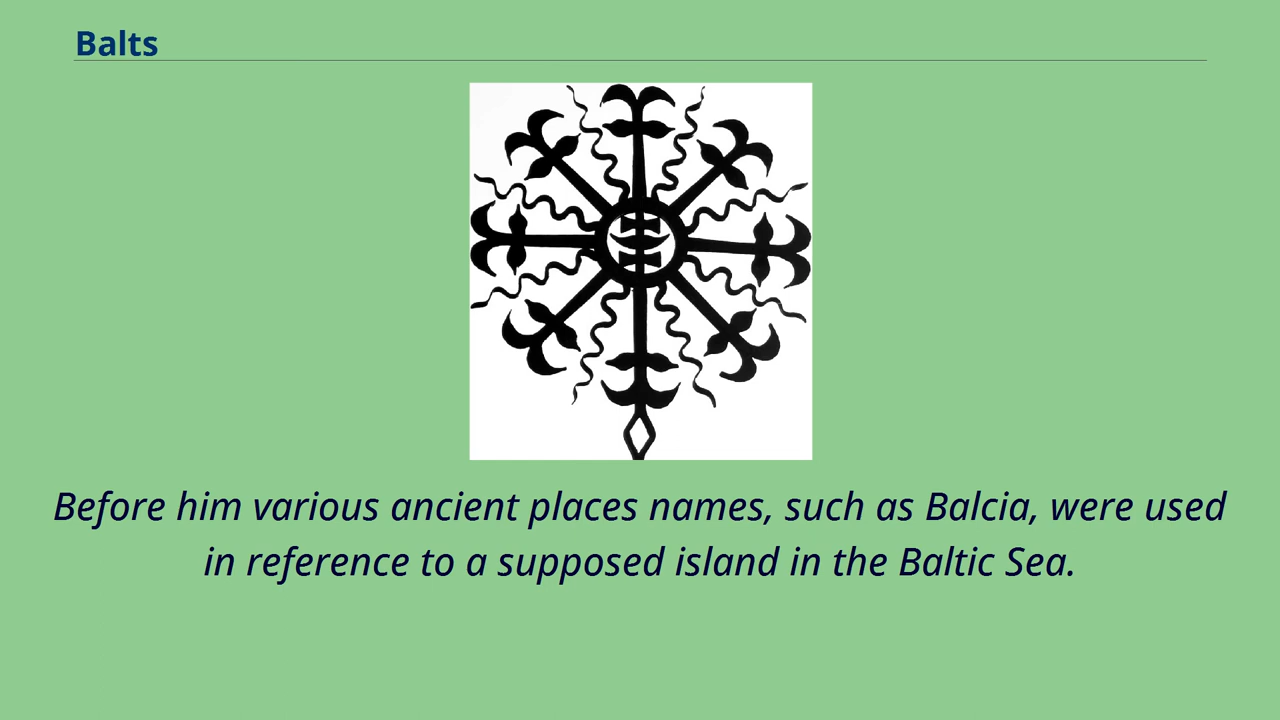 Balts
Before him various ancient places names, such as Balcia, were used
in reference to a supposed island in the Baltic Sea.